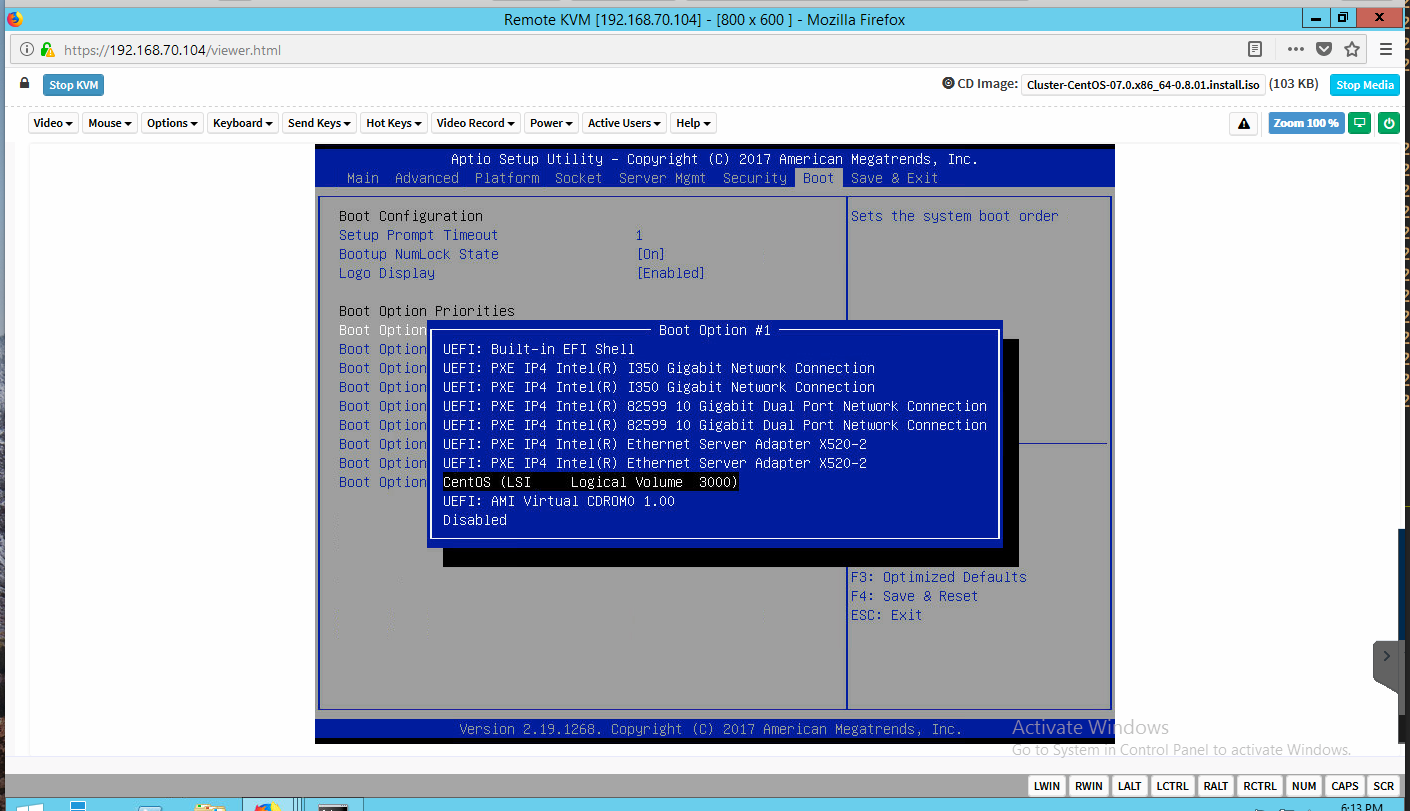 Remote KVM [192.168.70.104] - [800 x 600 ] - Mozilla Firefox
https://192.168.70.104/viewer.html
Stop KVM
CD Image: Cluster-CentOS-07.0.x86_64-0.8.01.install.iso (103 KB) Stop Media
Video Mouse Options Keyboard Send Keys Hot Keys Video Record Power Active Users Help
Zoom 100 %
Aptio Setup Utility - Copyright (C) 2017 American Megatrends, Inc.
Main Advanced Platform Socket Server Mgmt Security Boot Save & Exit
Boot Configuration
Setup Prompt Timeout 1
Bootup NumLock State [On]
Logo Display [Enabled]
Boot Option Priorities
Boot Option
Boot Option
Boot Option
Boot Option
Boot Option
Boot Option
Boot Option
Boot Option
Boot Option
Sets the system boot order
Boot Option #1
UEFI: Built-in EFI Shell
UEFI: PXE IP4 Intel(R) I350 Gigabit Network Connection
UEFI: PXE IP4 Intel(R) I350 Gigabit Network Connection
UEFI: PXE IP4 Intel(R) 82599 10 Gigabit Dual Port Network Connection
UEFI: PXE IP4 Intel(R) 82599 10 Gigabit Dual Port Network Connection
UEFI: PXE IP4 Intel(R) Ethernet Server Adapter X520-2
UEFI: PXE IP4 Intel(R) Ethernet Server Adapter X520-2
CentOS (LSI     Logical Volume  3000)
UEFI: AMI Virtual CDROM0 1.00
Disabled
F3: Optimized Defaults
F4: Save & Reset
ESC: Exit
Version 2.19.1268. Copyright (C) 2017 American Megatrends, Inc.
Activate Windows
Go to System in Control Panel to activate Windows.
LWIN RWIN LALT LCTRL RALT RCTRL NUM CAPS SCR
6:13 PM